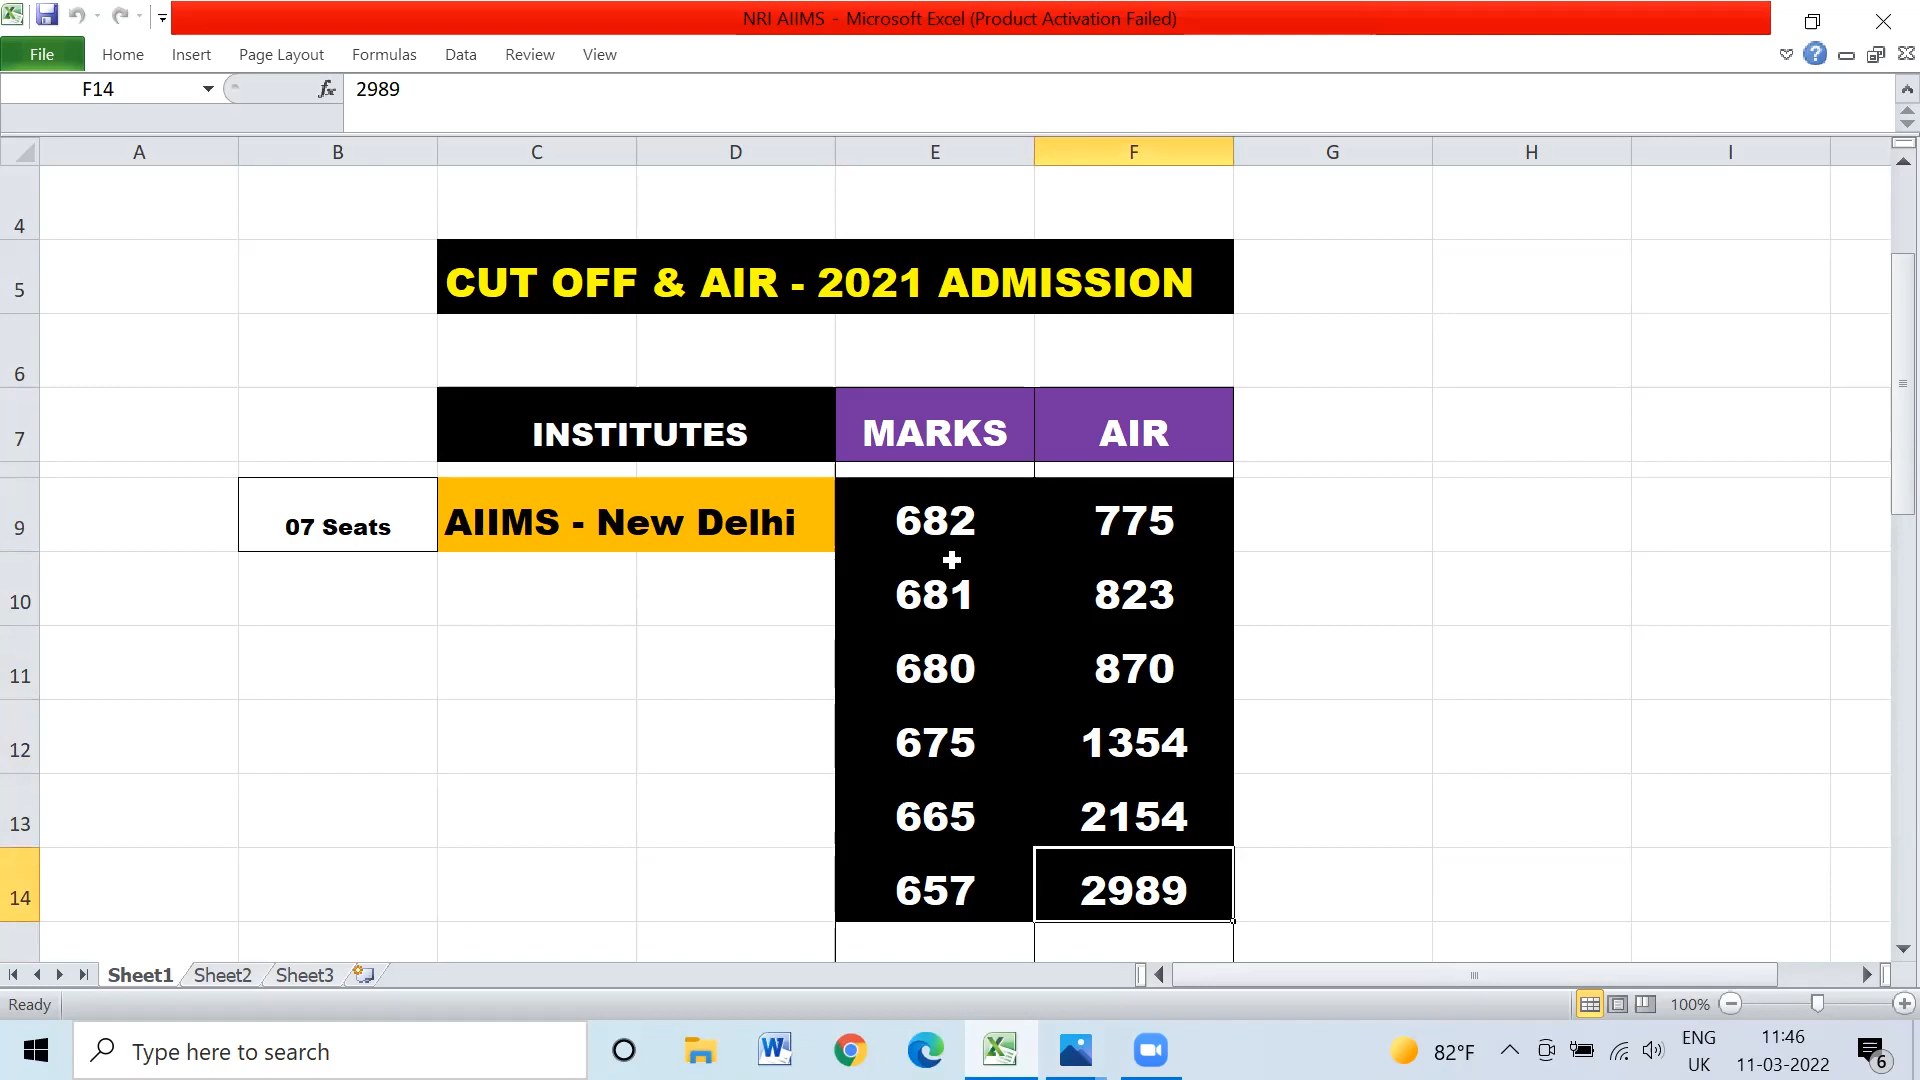 NRI AIIMS - Microsoft Excel (Product Activation Failed)
File Home Insert Page Layout Formulas Data Review View
F14 fx 2989
A B C D E F G H I
4
5 CUT OFF & AIR - 2021 ADMISSION
6
7 INSTITUTES MARKS AIR
9 07 Seats AIIMS - New Delhi 682 775
10 681 823
11 680 870
12 675 1354
13 665 2154
14 657 2989
Sheet1 Sheet2 Sheet3
Ready 100%
Type here to search 82°F ENG 11:46
UK 11-03-2022 6